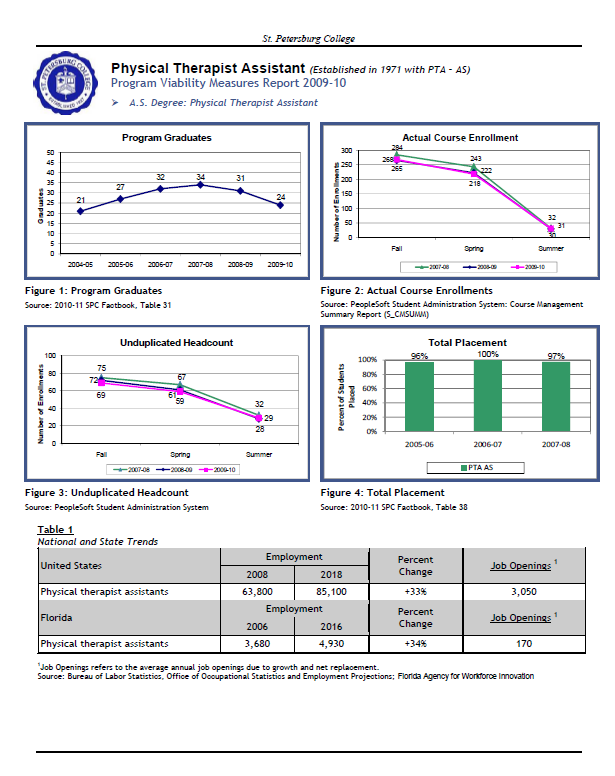 St. Petersburg College
ST. PETERSBURG COLLEGE
ESTABLISHED 1927
Physical Therapist Assistant (Established in 1971 with PTA – AS)
Program Viability Measures Report 2009-10
➢ A.S. Degree: Physical Therapist Assistant
Program Graduates
Graduates
50
45
40
35
30
25
20
15
10
5
0
21
27
32
34
31
24
2004-05 2005-06 2006-07 2007-08 2008-09 2009-10
Figure 1: Program Graduates
Source: 2010-11 SPC Factbook, Table 31
Actual Course Enrollment
Number of Enrollments
300
250
200
150
100
50
0
284
268
265
243
222
218
32
31
30
Fall Spring Summer
2007-08 2008-09 2009-10
Figure 2: Actual Course Enrollments
Source: PeopleSoft Student Administration System: Course Management
Summary Report (S_CMSUMM)
Unduplicated Headcount
Number of Enrollments
100
80
60
40
20
0
75
72
69
67
61
59
32
29
28
Fall Spring Summer
2007-08 2008-09 2009-10
Figure 3: Unduplicated Headcount
Source: PeopleSoft Student Administration System
Total Placement
Percent of Students
Placed
100%
80%
60%
40%
20%
0%
96% 100% 97%
2005-06 2006-07 2007-08
PTA AS
Figure 4: Total Placement
Source: 2010-11 SPC Factbook, Table 38
Table 1
National and State Trends
United States Employment Percent Change Job Openings 1
2008 2018
Physical therapist assistants 63,800 85,100 +33% 3,050
Florida Employment Percent Change Job Openings 1
2006 2016
Physical therapist assistants 3,680 4,930 +34% 170
1Job Openings refers to the average annual job openings due to growth and net replacement.
Source: Bureau of Labor Statistics, Office of Occupational Statistics and Employment Projections; Florida Agency for Workforce Innovation